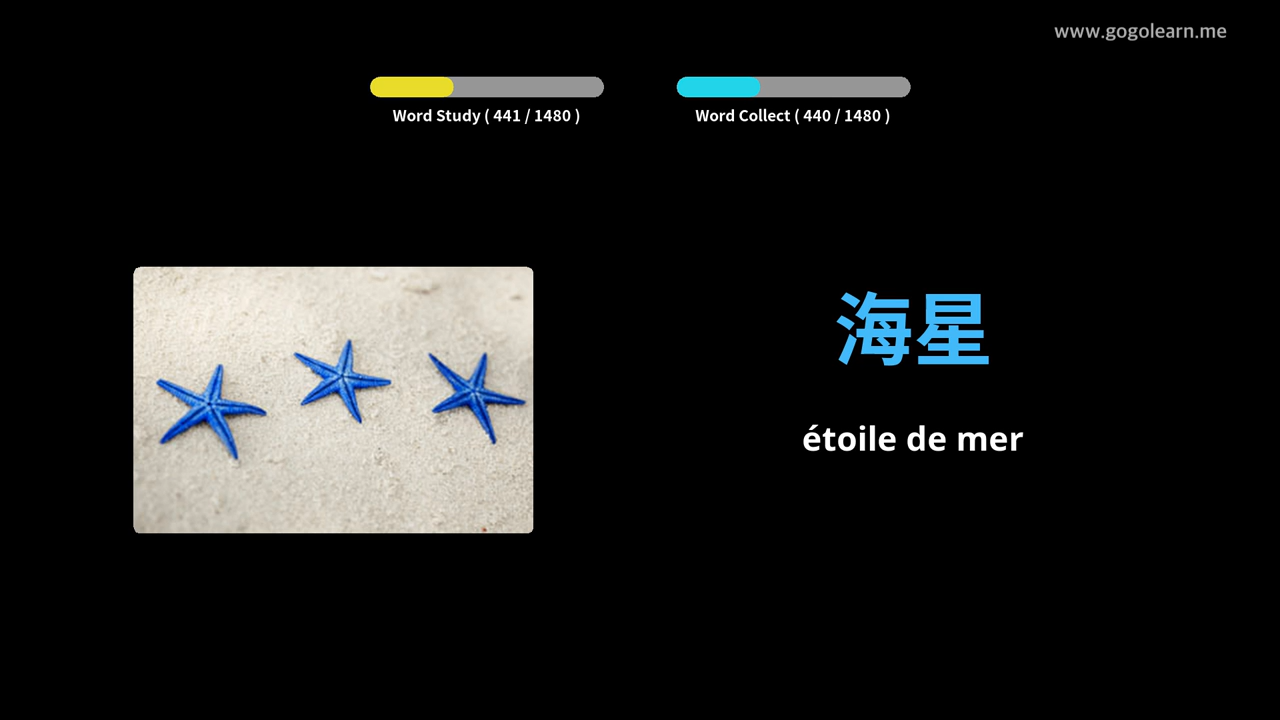 www.gogolearn.me
Word Study ( 441 / 1480 )
Word Collect ( 440 / 1480 )
海星
étoile de mer